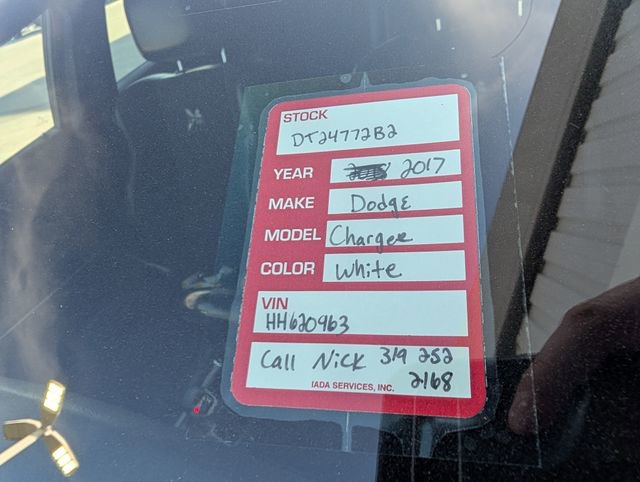 STOCK
DT24772B2
YEAR 2017
MAKE Dodge
MODEL Charger
COLOR White
VIN
HH620963
Call Nick 319 252
2168
IADA SERVICES, INC.